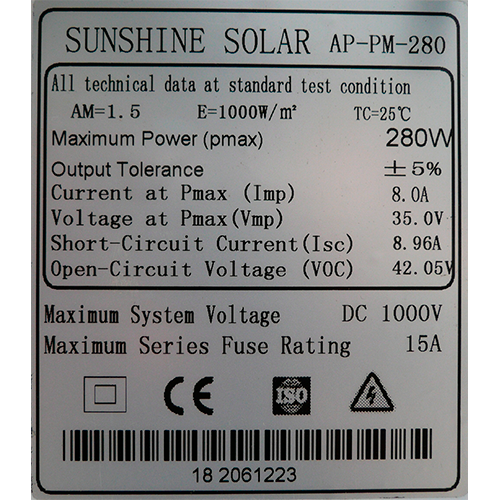 SUNSHINE SOLAR AP-PM-280
All technical data at standard test condition
AM=1.5 E=1000W/m² TC=25℃
Maximum Power (pmax) 280W
Output Tolerance ±5%
Current at Pmax (Imp) 8.0A
Voltage at Pmax(Vmp) 35.0V
Short-Circuit Current(Isc) 8.96A
Open-Circuit Voltage (VOC) 42.05V
Maximum System Voltage DC 1000V
Maximum Series Fuse Rating 15A
CE ISO
18 2061223